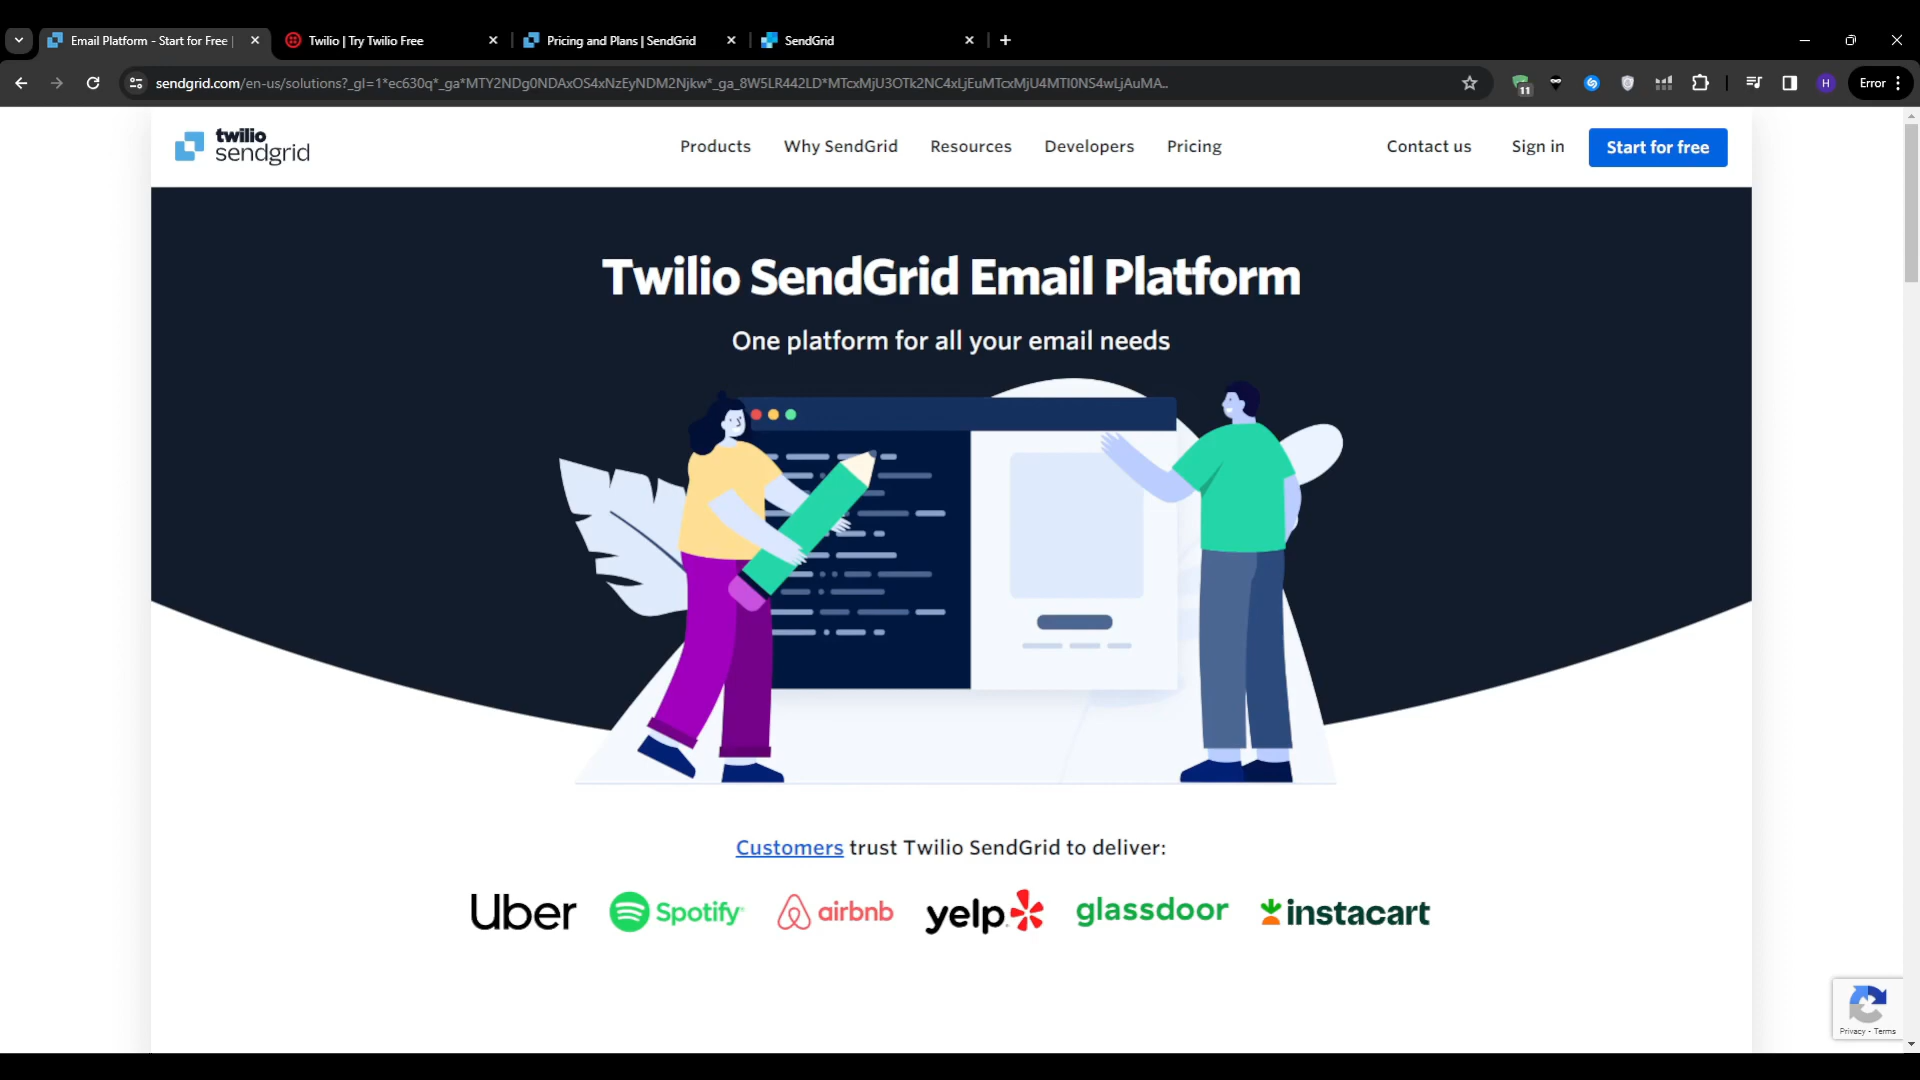 Email Platform - Start for Free |
Twilio | Try Twilio Free
Pricing and Plans | SendGrid
SendGrid
sendgrid.com/en-us/solutions?_gl=1*ec630q*_ga*MTY2NDg0NDAxOS4xNzEyNDM2Njkw*_ga_8W5LR442LD*MTcxMjU3OTk2NC4xLjEuMTcxMjU4MTI0NS4wLjAuMA..
11
H
Error
twilio
sendgrid
Products
Why SendGrid
Resources
Developers
Pricing
Contact us
Sign in
Start for free
Twilio SendGrid Email Platform
One platform for all your email needs
Customers trust Twilio SendGrid to deliver:
Uber
Spotify
airbnb
yelp
glassdoor
instacart
Privacy - Terms